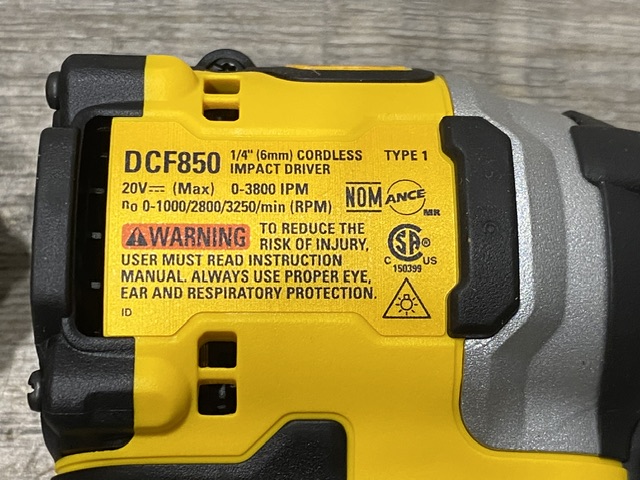 DCF850 1/4" (6mm) CORDLESS IMPACT DRIVER TYPE 1
20V⎓ (Max) 0-3800 IPM
n₀ 0-1000/2800/3250/min (RPM)
NOM ANCE MR
WARNING TO REDUCE THE
RISK OF INJURY,
USER MUST READ INSTRUCTION
MANUAL. ALWAYS USE PROPER EYE,
EAR AND RESPIRATORY PROTECTION.
ID
CSA ®
C US
150399